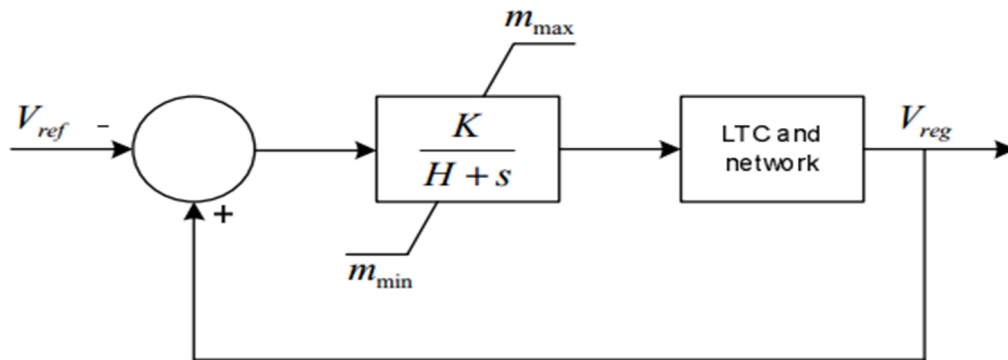 m_max
V_ref
-
K
H + s
LTC and
network
V_reg
+
m_min